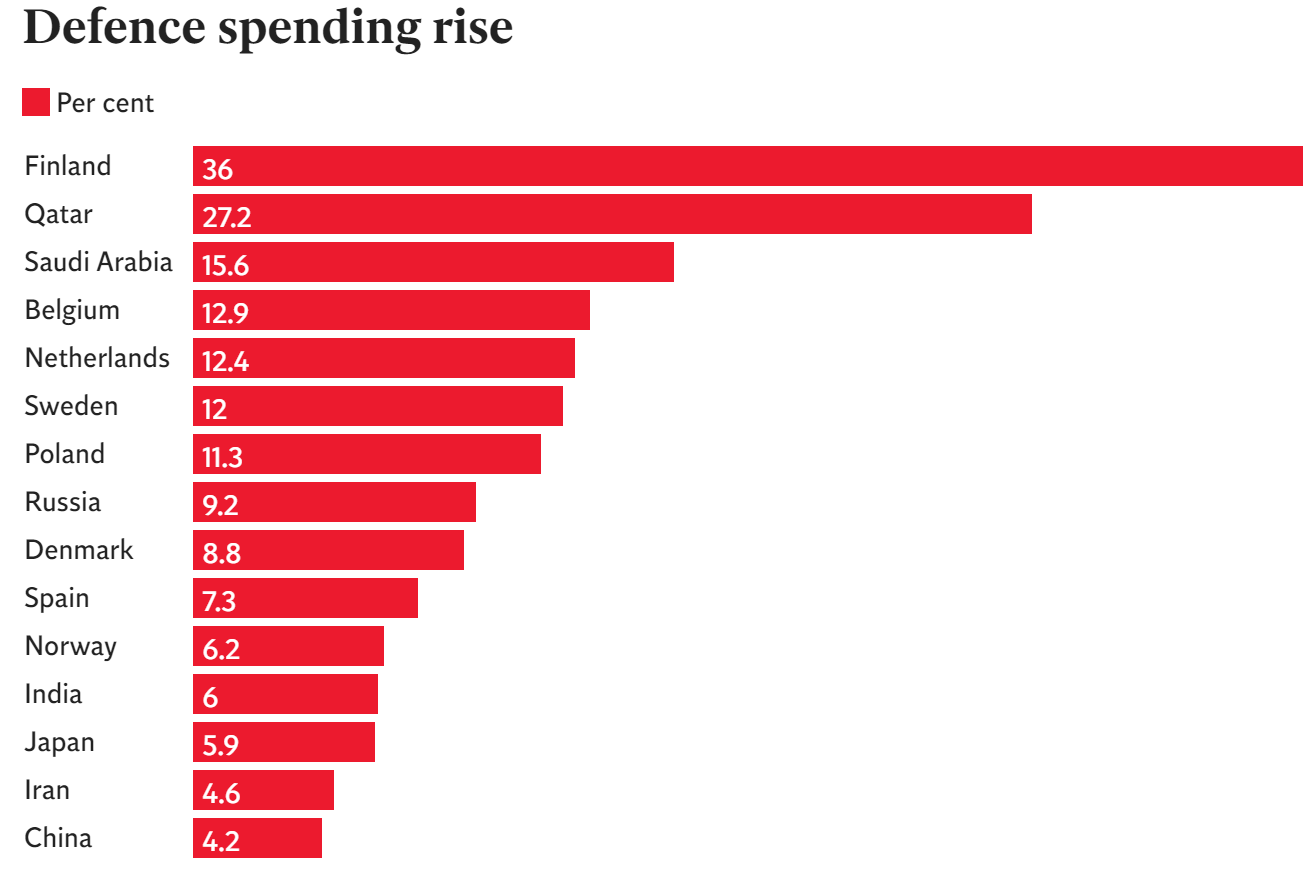 Defence spending rise
Per cent
Finland 36
Qatar 27.2
Saudi Arabia 15.6
Belgium 12.9
Netherlands 12.4
Sweden 12
Poland 11.3
Russia 9.2
Denmark 8.8
Spain 7.3
Norway 6.2
India 6
Japan 5.9
Iran 4.6
China 4.2